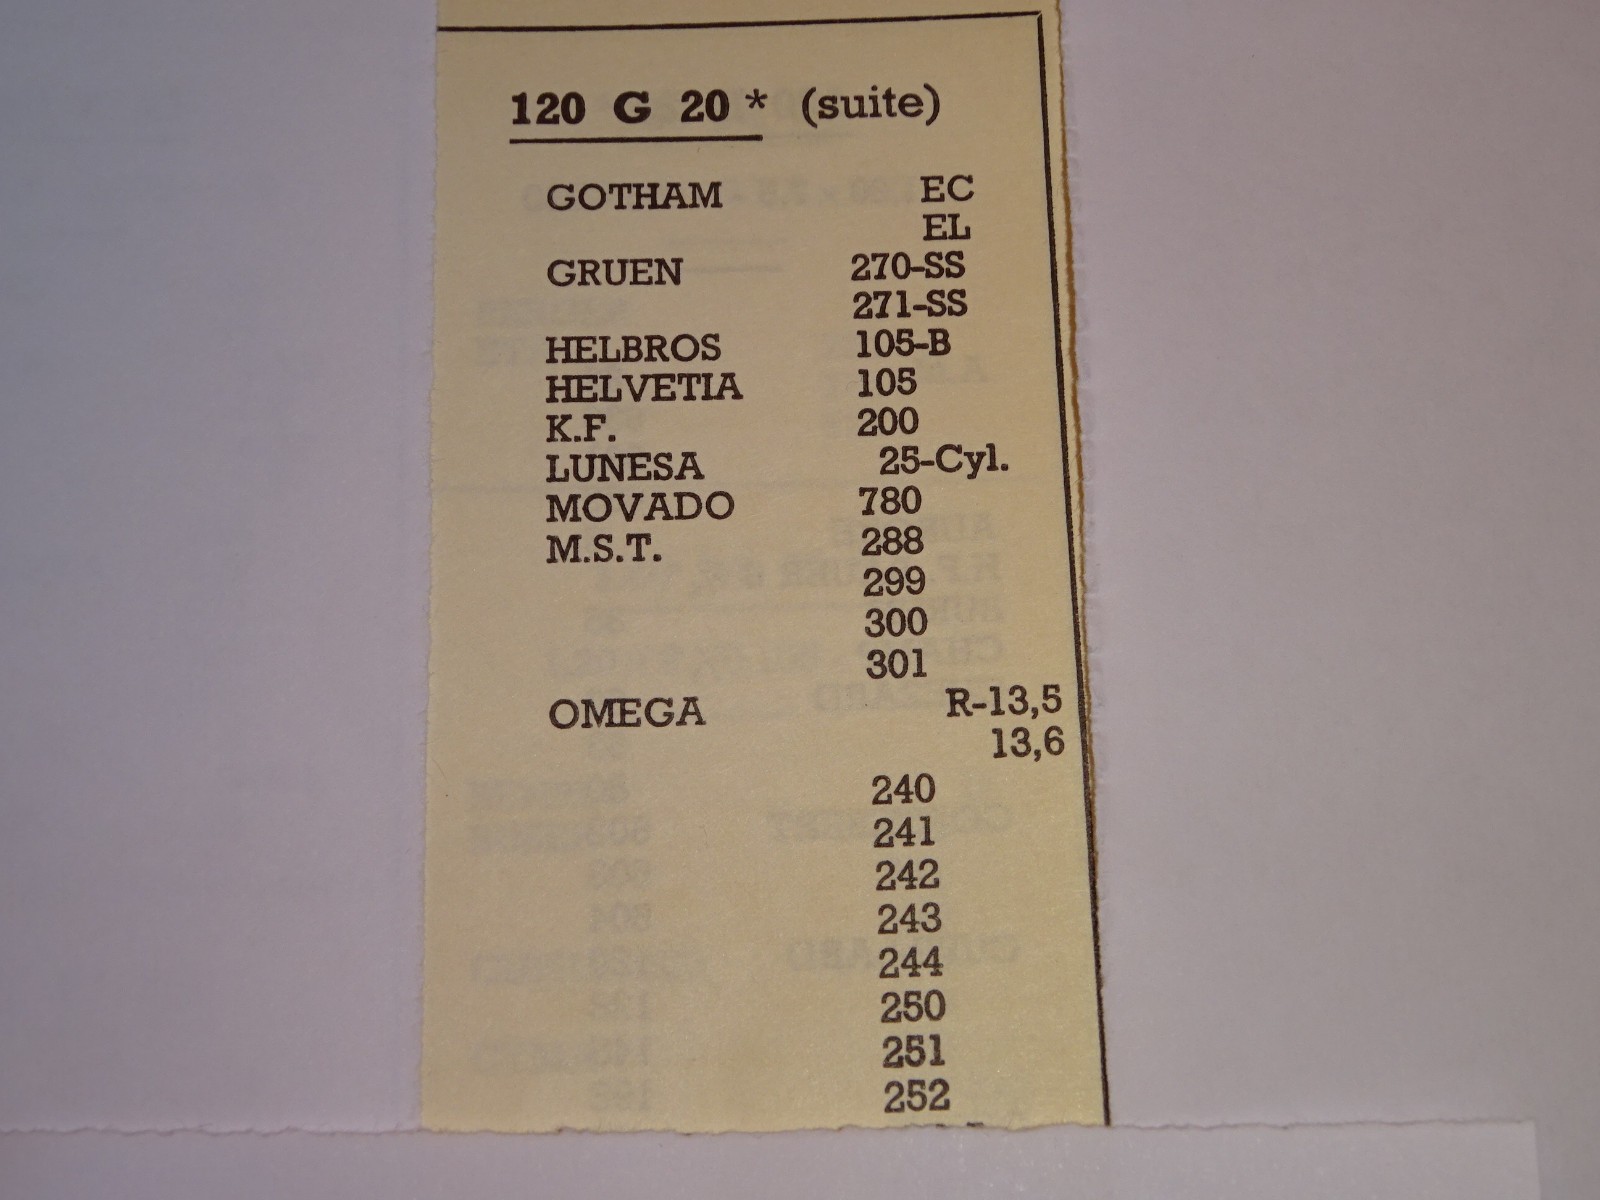 120 G 20 * (suite)
GOTHAM EC
EL
GRUEN 270-SS
271-SS
HELBROS 105-B
HELVETIA 105
K.F. 200
LUNESA 25-Cyl.
MOVADO 780
M.S.T. 288
299
300
301
OMEGA R-13,5
13,6
240
241
242
243
244
250
251
252